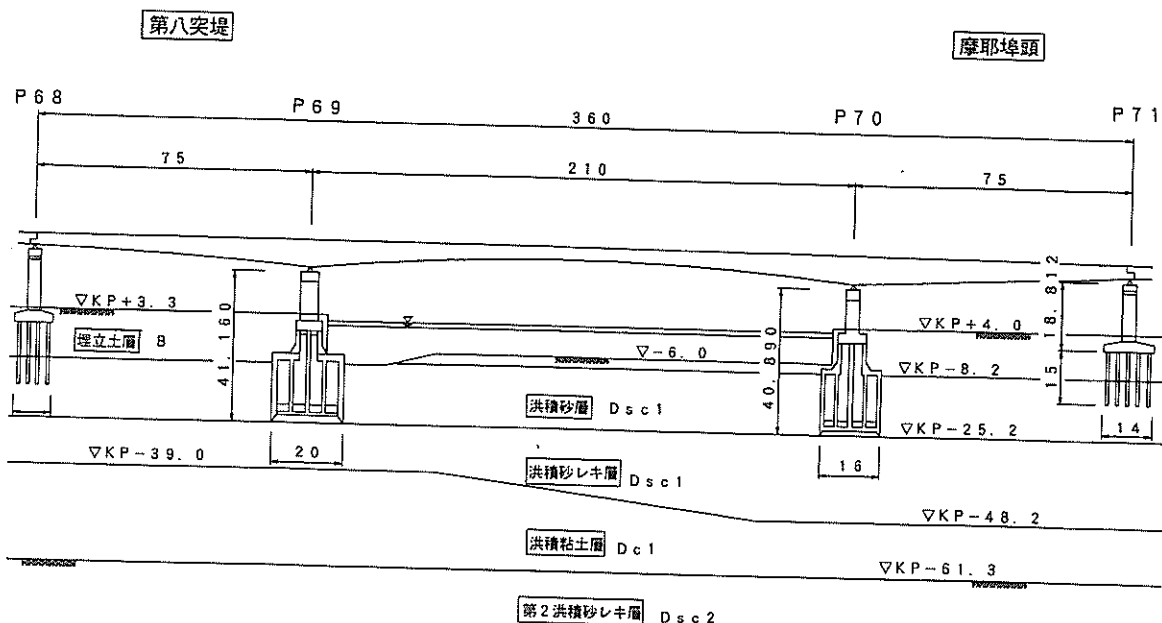 第八突堤
摩耶埠頭
P68
P69
P70
P71
360
75
210
75
▽KP+3.3
41.160
▽
40.890
▽KP+4.0
18.812
埋立土層 B
▽-6.0
▽KP-8.2
15
洪積砂層 Dsc1
▽KP-25.2
14
▽KP-39.0
20
16
洪積砂レキ層 Dsc1
▽KP-48.2
洪積粘土層 Dc1
▽KP-61.3
第2洪積砂レキ層 Dsc2